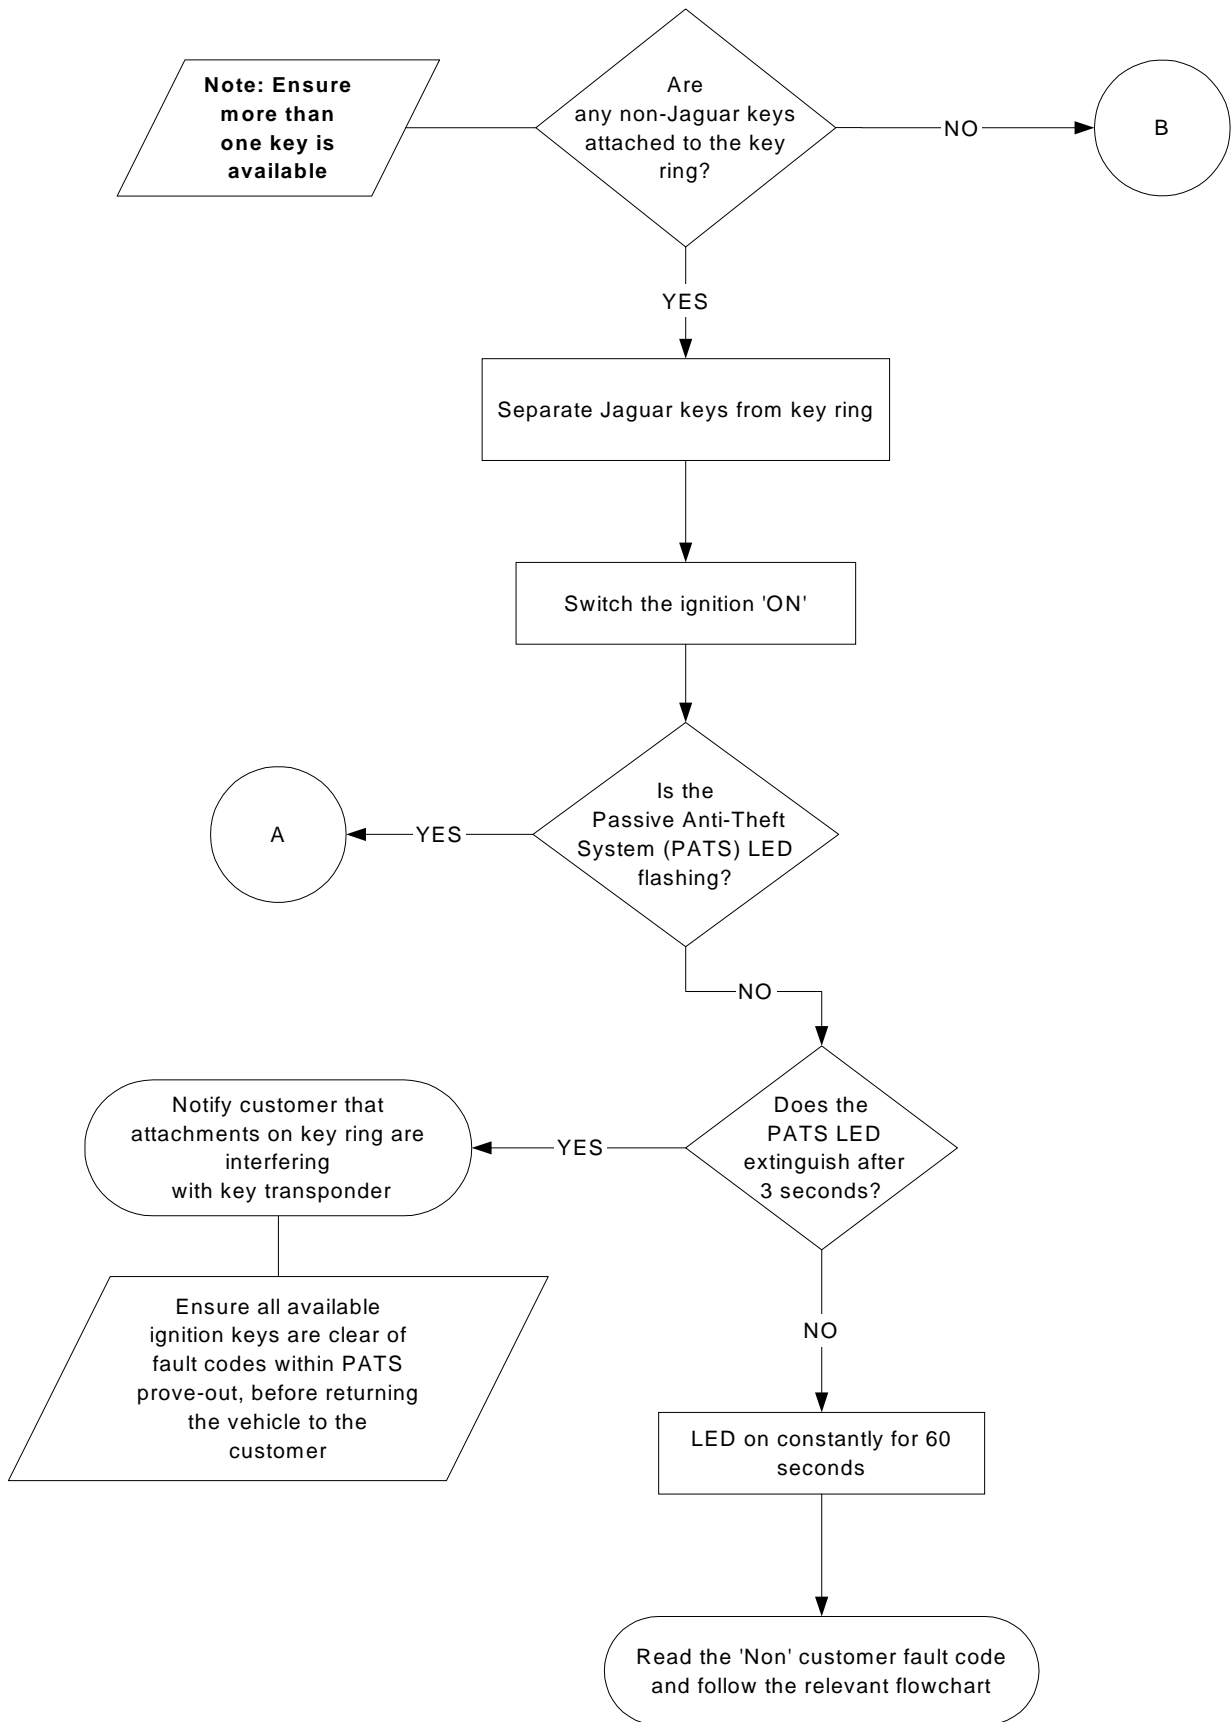 Note: Ensure
more than
one key is
available
Are
any non-Jaguar keys
attached to the key
ring?
NO
B
YES
Separate Jaguar keys from key ring
Switch the ignition 'ON'
Is the
Passive Anti-Theft
System (PATS) LED
flashing?
YES
A
NO
Does the
PATS LED
extinguish after
3 seconds?
YES
Notify customer that
attachments on key ring are
interfering
with key transponder
Ensure all available
ignition keys are clear of
fault codes within PATS
prove-out, before returning
the vehicle to the
customer
NO
LED on constantly for 60
seconds
Read the 'Non' customer fault code
and follow the relevant flowchart